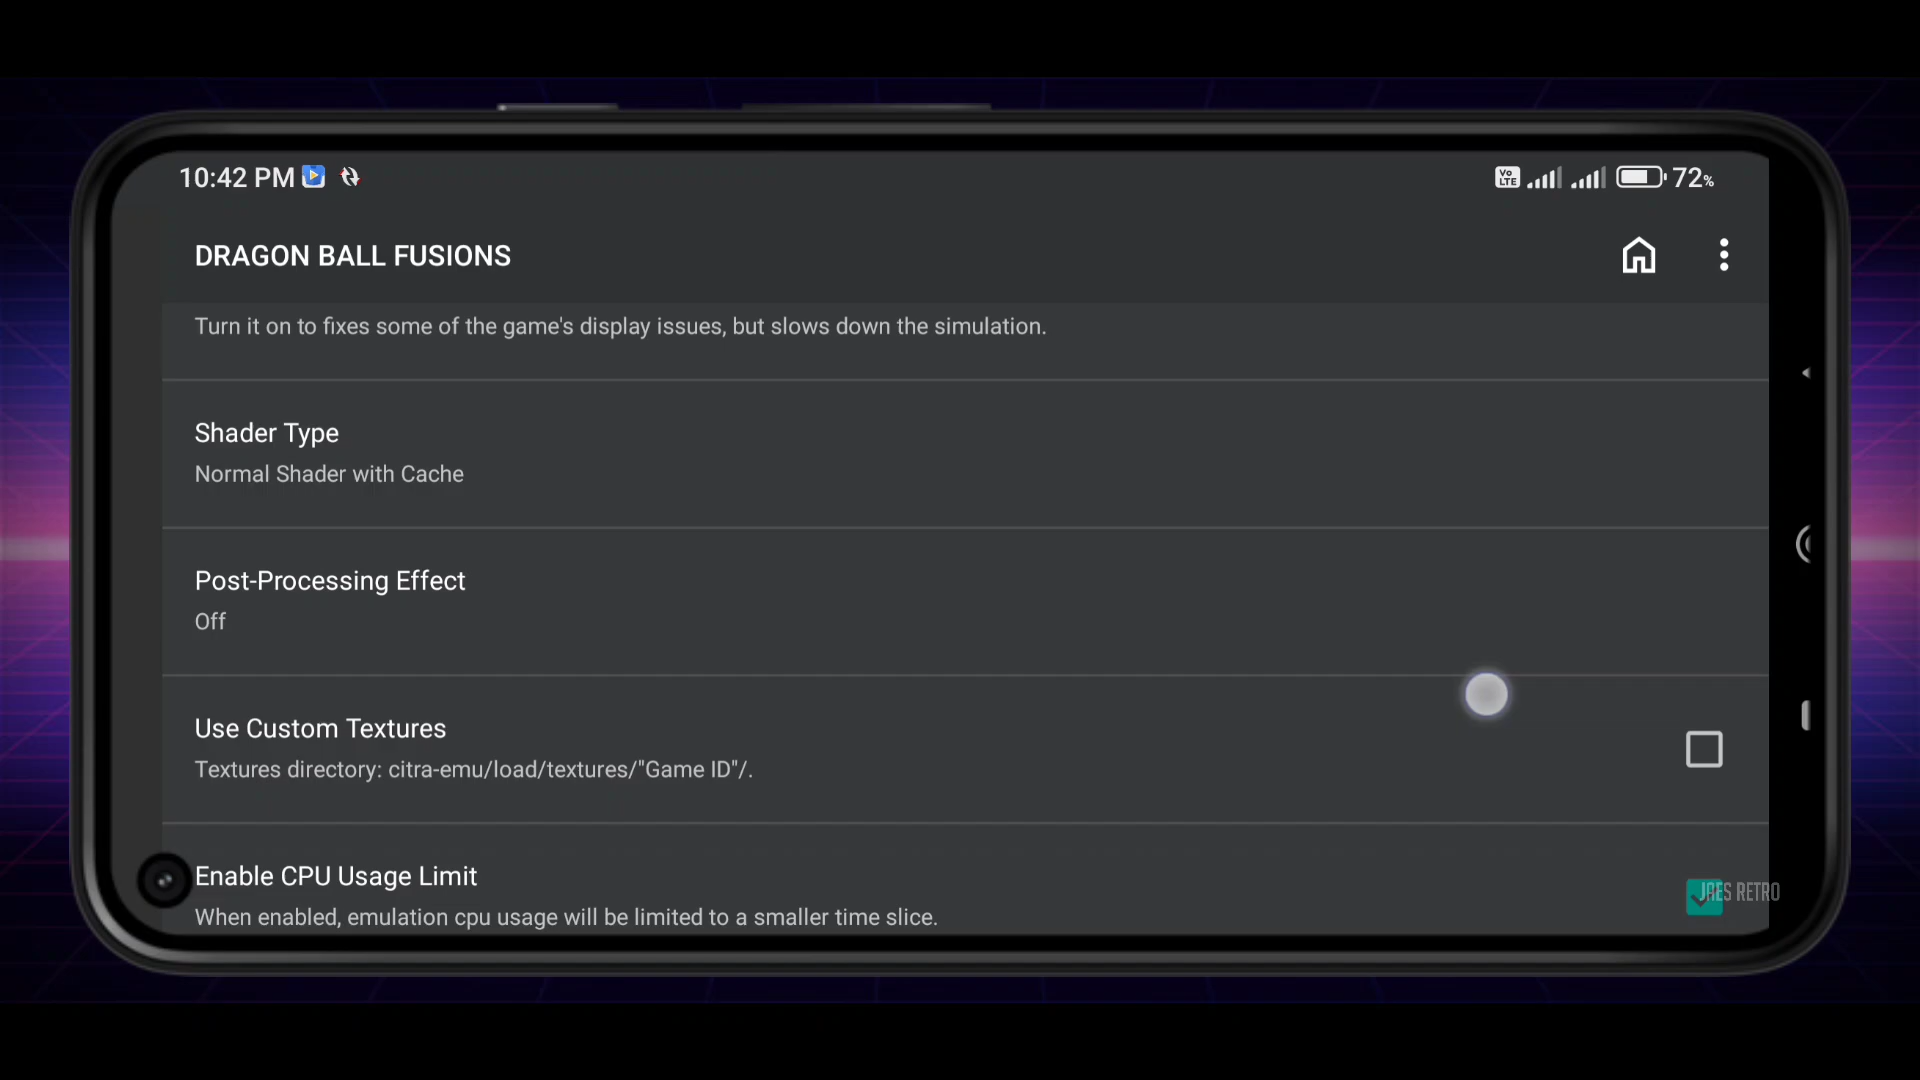 10:42 PM
Vo LTE
72%
DRAGON BALL FUSIONS
Turn it on to fixes some of the game's display issues, but slows down the simulation.
Shader Type
Normal Shader with Cache
Post-Processing Effect
Off
Use Custom Textures
Textures directory: citra-emu/load/textures/"Game ID"/.
Enable CPU Usage Limit
When enabled, emulation cpu usage will be limited to a smaller time slice.
JAES RETRO